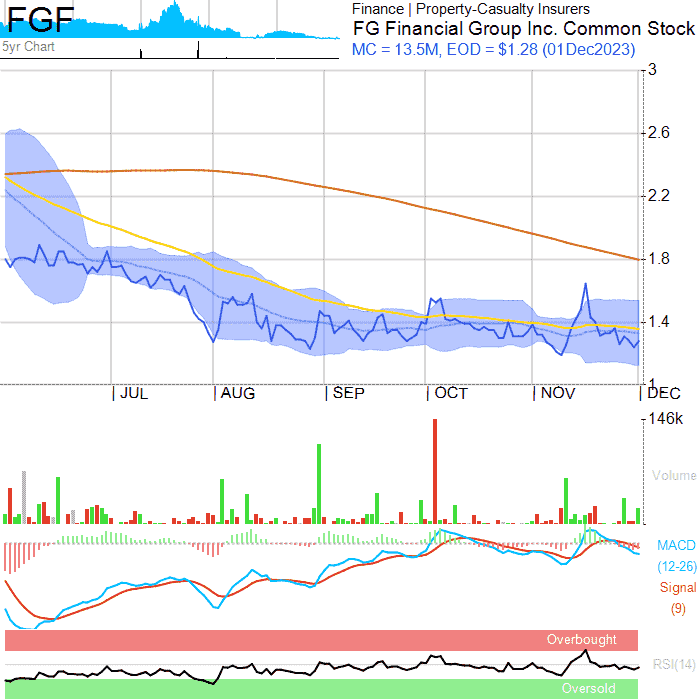 FGF
5yr Chart
Finance | Property-Casualty Insurers
FG Financial Group Inc. Common Stock
MC = 13.5M, EOD = $1.28 (01Dec2023)
3
2.6
2.2
1.8
1.4
1
JUL AUG SEP OCT NOV DEC
146k
Volume
MACD
(12-26)
Signal
(9)
Overbought
RSI(14)
Oversold